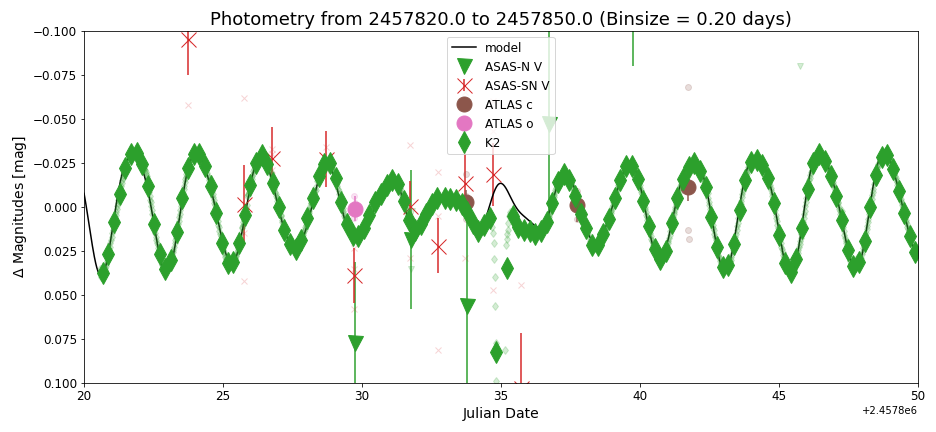 Photometry from 2457820.0 to 2457850.0 (Binsize = 0.20 days)
Δ Magnitudes [mag]
−0.100
−0.075
−0.050
−0.025
0.000
0.025
0.050
0.075
0.100
model
ASAS-N V
ASAS-SN V
ATLAS c
ATLAS o
K2
20 25 30 35 40 45 50
Julian Date
+2.4578e6